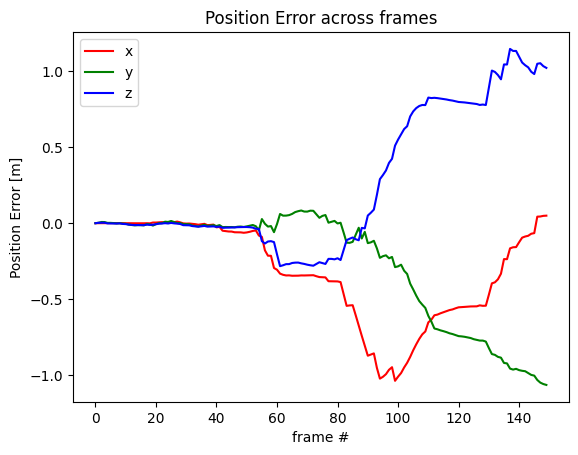 Position Error across frames
x
y
z
1.0
0.5
0.0
−0.5
−1.0
Position Error [m]
0 20 40 60 80 100 120 140
frame #